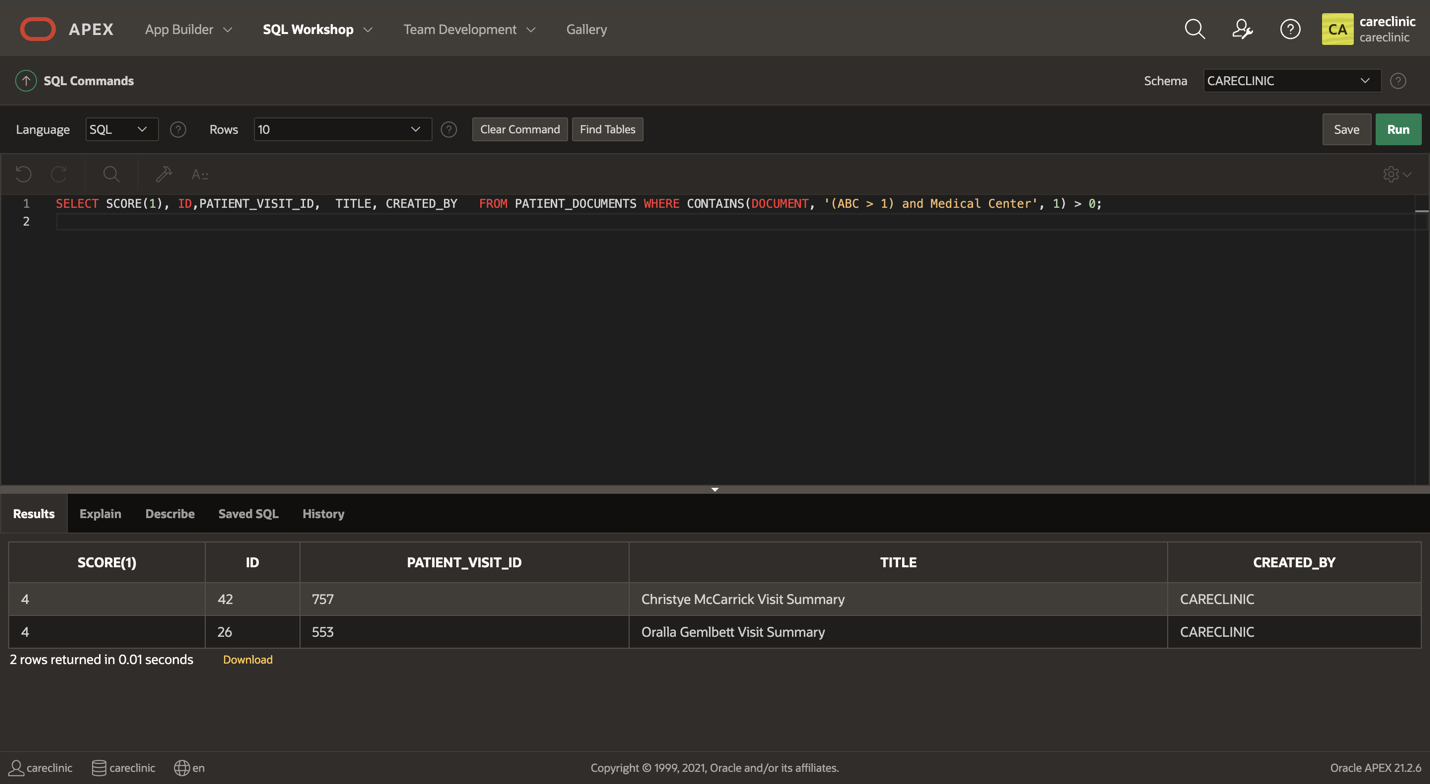 APEX App Builder SQL Workshop Team Development Gallery CA careclinic
careclinic
SQL Commands Schema CARECLINIC
Language SQL Rows 10 Clear Command Find Tables Save Run
A::
1 SELECT SCORE(1), ID,PATIENT_VISIT_ID, TITLE, CREATED_BY FROM PATIENT_DOCUMENTS WHERE CONTAINS(DOCUMENT, '(ABC > 1) and Medical Center', 1) > 0;
2
Results Explain Describe Saved SQL History
SCORE(1) ID PATIENT_VISIT_ID TITLE CREATED_BY
4 42 757 Christye McCarrick Visit Summary CARECLINIC
4 26 553 Oralla Gemlbett Visit Summary CARECLINIC
2 rows returned in 0.01 seconds Download
careclinic careclinic en Copyright © 1999, 2021, Oracle and/or its affiliates. Oracle APEX 21.2.6